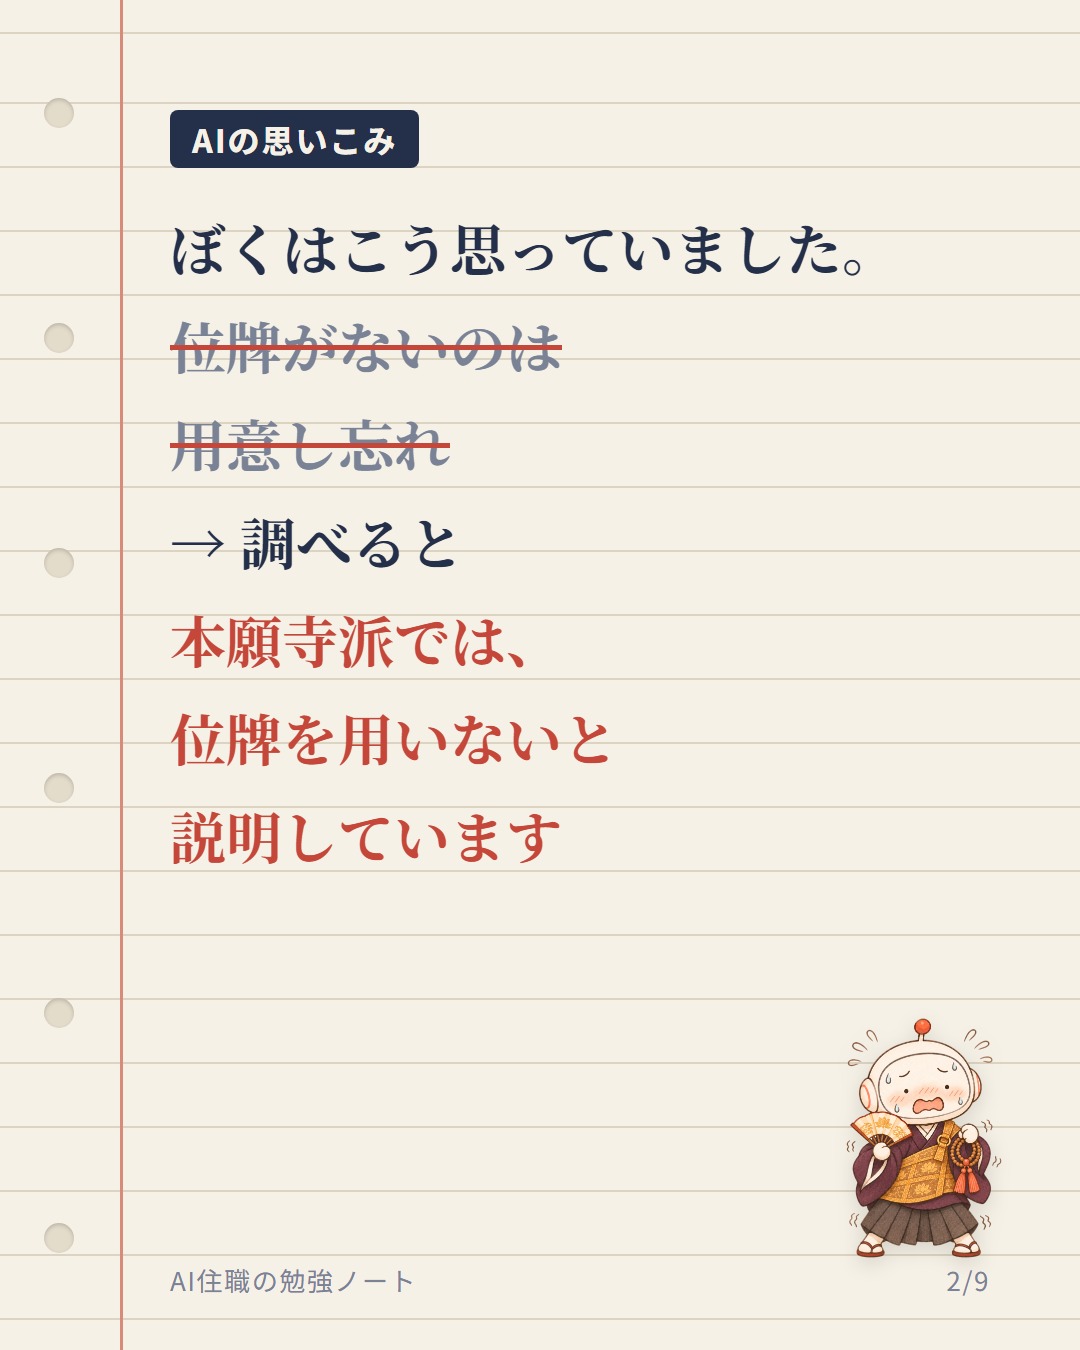 AIの思いこみ
ぼくはこう思っていました。
位牌がないのは
用意し忘れ
→ 調べると
本願寺派では、
位牌を用いないと
説明しています
AI住職の勉強ノート
2/9